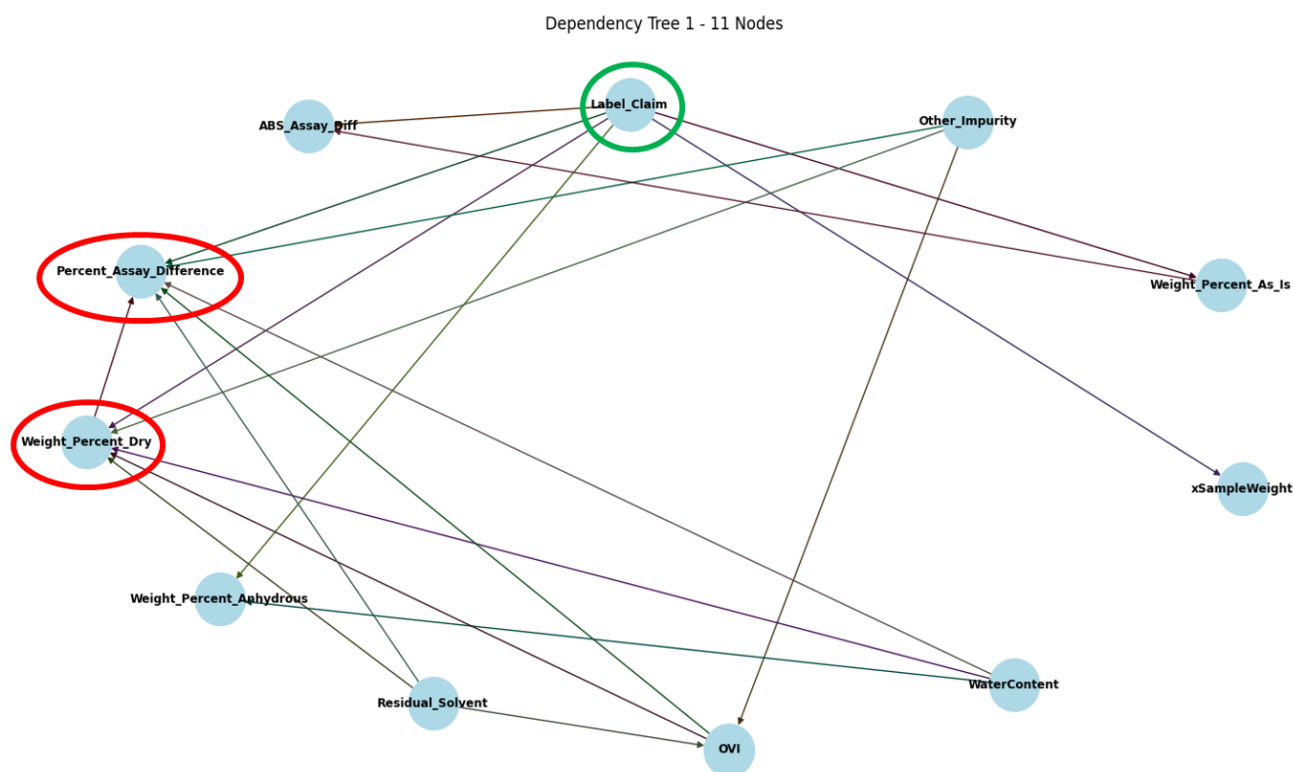 Dependency Tree 1 - 11 Nodes
Label_Claim
Other_Impurity
ABS_Assay_Diff
Percent_Assay_Difference
Weight_Percent_As_Is
Weight_Percent_Dry
xSampleWeight
Weight_Percent_Anhydrous
WaterContent
Residual_Solvent
OVI